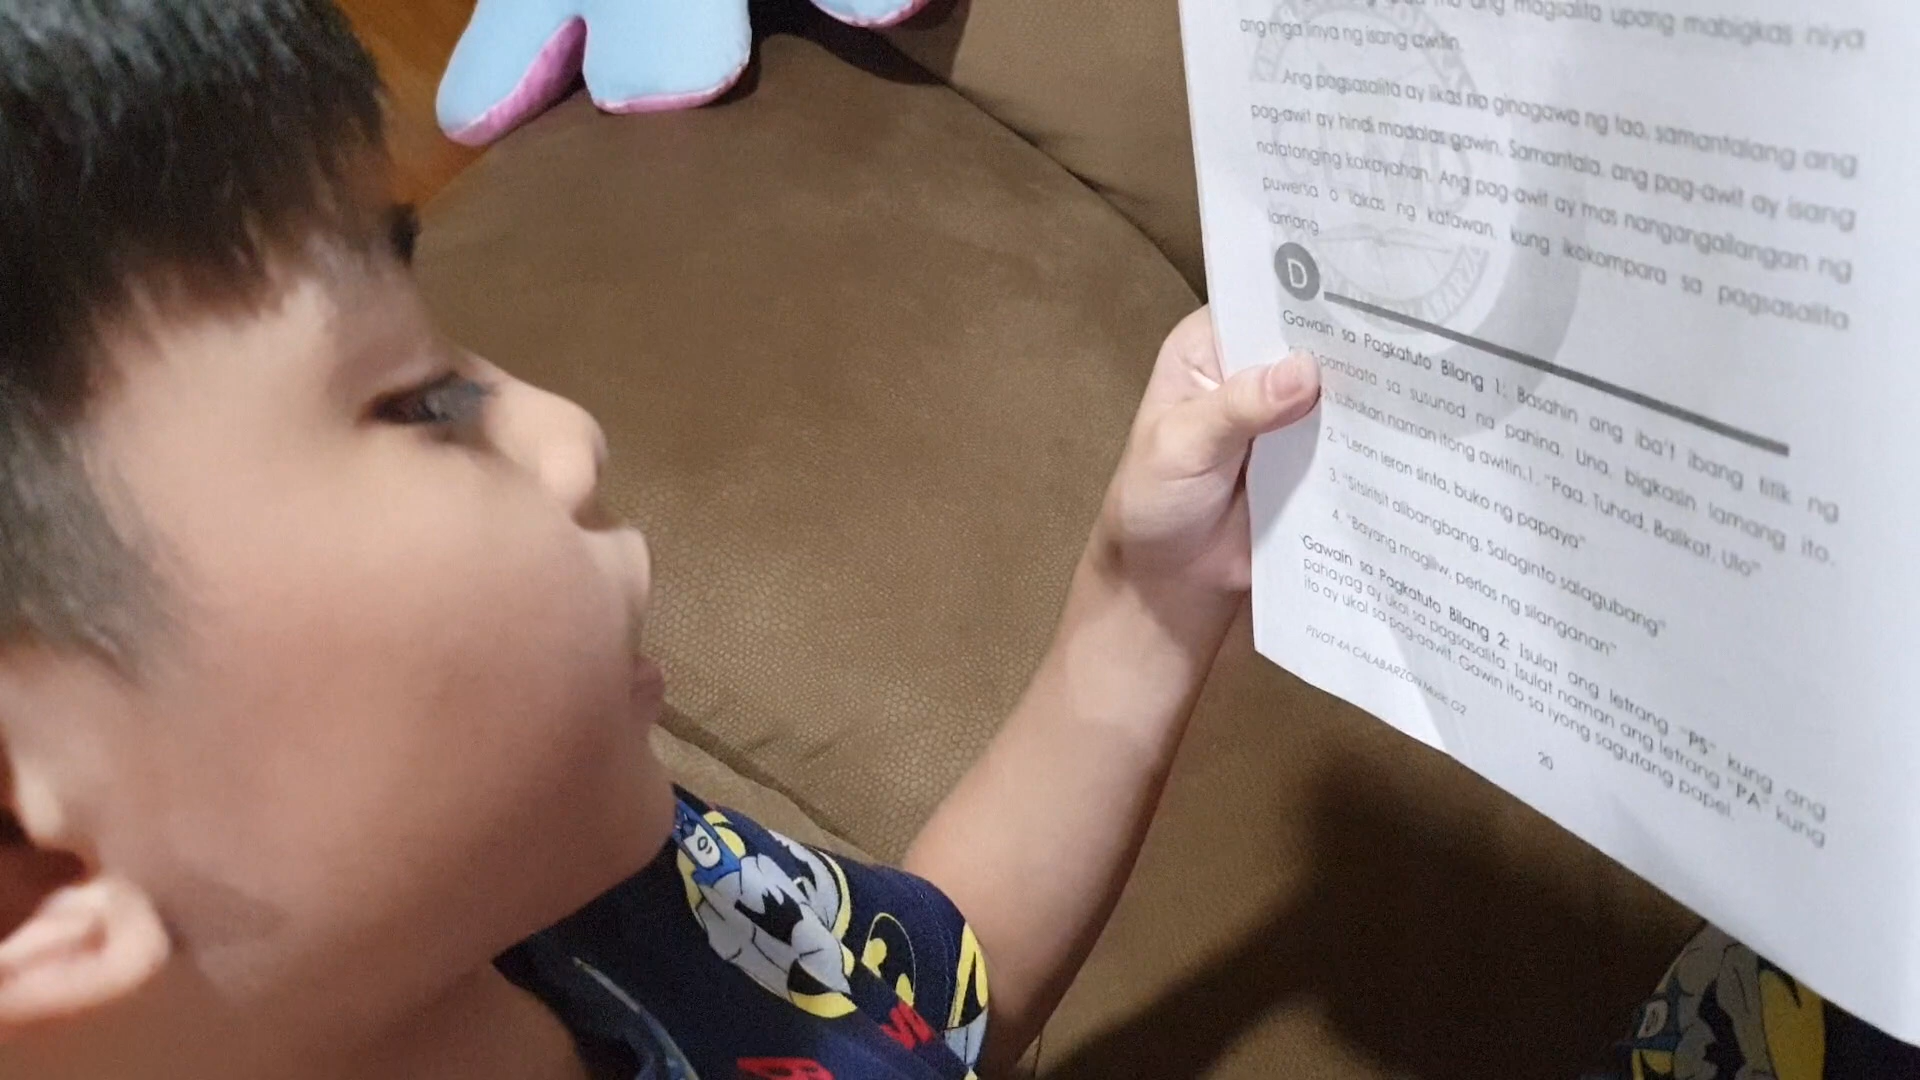 ang magsalita upang mabigkas niya
ang mga linya ng isang awitin.
Ang pagsasalita ay likas na ginagawa ng tao, samantalang ang
pag-awit ay hindi madalas gawin. Samantala, ang pag-awit ay isang
natatanging kakayahan. Ang pag-awit ay mas nangangailangan ng
puwersa o lakas ng katawan, kung ikokompara sa pagsasalita
lamang.
D
Gawain sa Pagkatuto Bilang 1: Basahin ang iba't ibang titik ng
pambata sa susunod na pahina. Una, bigkasin lamang ito.
subukan naman itong awitin.1. "Paa, Tuhod, Balikat, Ulo"
2. "Leron leron sinta, buko ng papaya"
3. "Sitsiritsit alibangbang, Salaginto salagubang"
4. "Bayang magiliw, perlas ng silanganan"
Gawain sa Pagkatuto Bilang 2: Isulat ang letrang "PS" kung ang
pahayag ay ukol sa pagsasalita. Isulat naman ang letrang "PA" kung
ito ay ukol sa pag-aawit. Gawin ito sa iyong sagutang papel.
PIVOT 4A CALABARZON Music G2
20